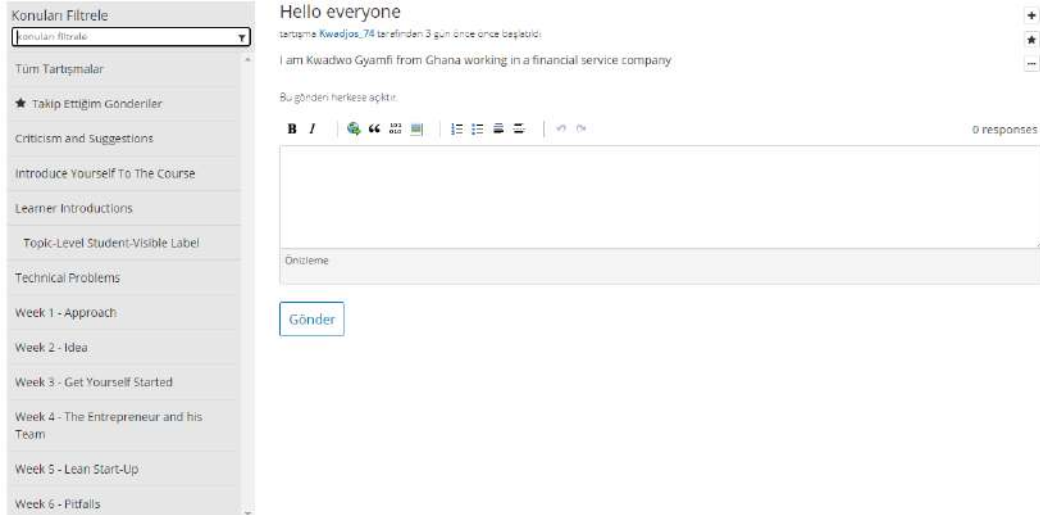 Konuları Filtrele
konuları filtrele
Tüm Tartışmalar
Takip Ettiğim Gönderiler
Criticism and Suggestions
Introduce Yourself To The Course
Learner Introductions
Topic-Level Student-Visible Label
Technical Problems
Week 1 - Approach
Week 2 - Idea
Week 3 - Get Yourself Started
Week 4 - The Entrepreneur and his
Team
Week 5 - Lean Start-Up
Week 6 - Pitfalls
Hello everyone
tartışma Kwadjos_74 tarafından 3 gün önce önce başlatıldı
I am Kwadwo Gyamfi from Ghana working in a financial service company
Bu gönderi herkese açıktır.
B I
0 responses
Önizleme
Gönder